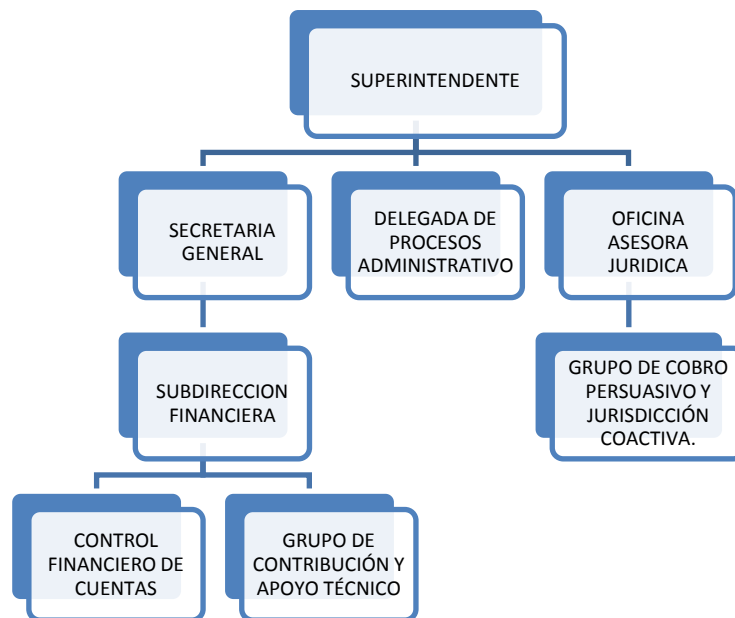 SUPERINTENDENTE
SECRETARIA
GENERAL
DELEGADA DE
PROCESOS
ADMINISTRATIVO
OFICINA
ASESORA
JURIDICA
SUBDIRECCION
FINANCIERA
GRUPO DE COBRO
PERSUASIVO Y
JURISDICCIÓN
COACTIVA.
CONTROL
FINANCIERO DE
CUENTAS
GRUPO DE
CONTRIBUCIÓN Y
APOYO TÉCNICO